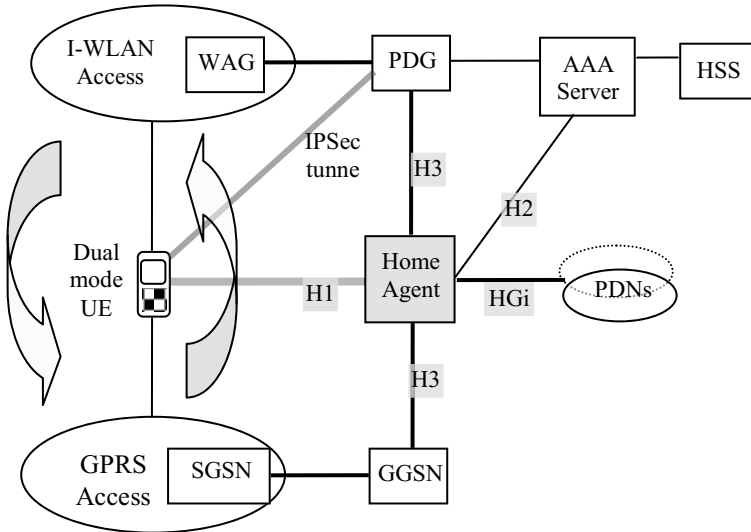 I-WLAN
Access
WAG
PDG
AAA
Server
HSS
IPSec
tunne
H3
H2
Dual
mode
UE
H1
Home
Agent
HGi
PDNs
H3
GPRS
Access
SGSN
GGSN